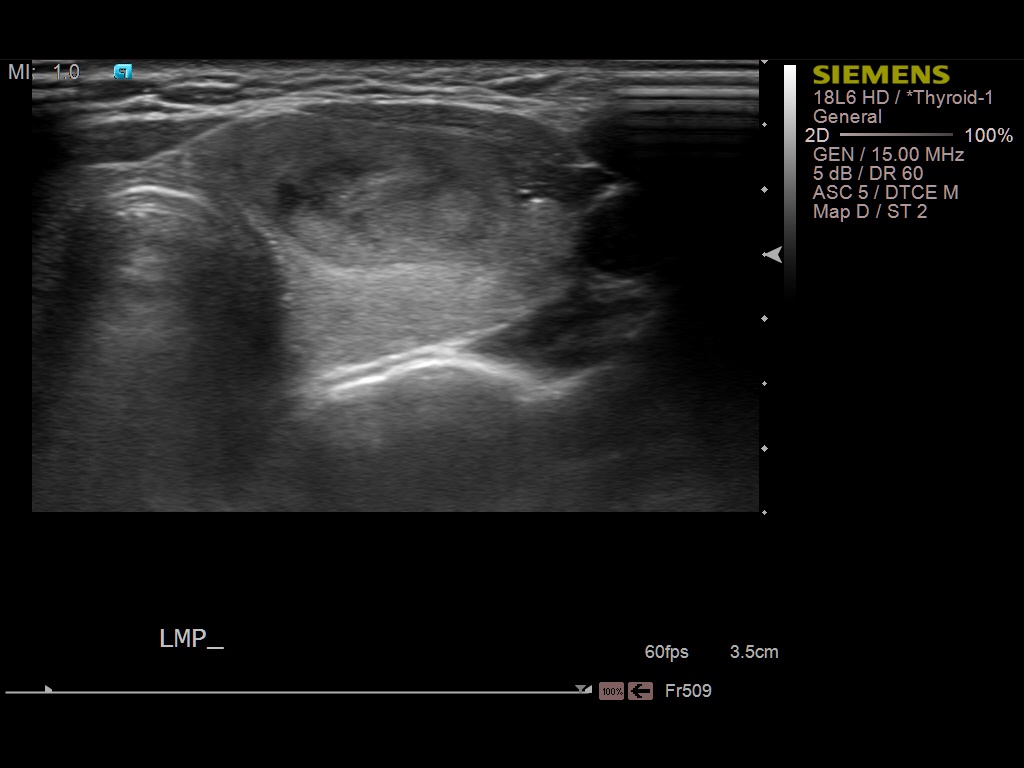 MI: 1.0
SIEMENS
18L6 HD / *Thyroid-1
General
2D 100%
GEN / 15.00 MHz
5 dB / DR 60
ASC 5 / DTCE M
Map D / ST 2
LMP_
60fps 3.5cm
100% Fr509